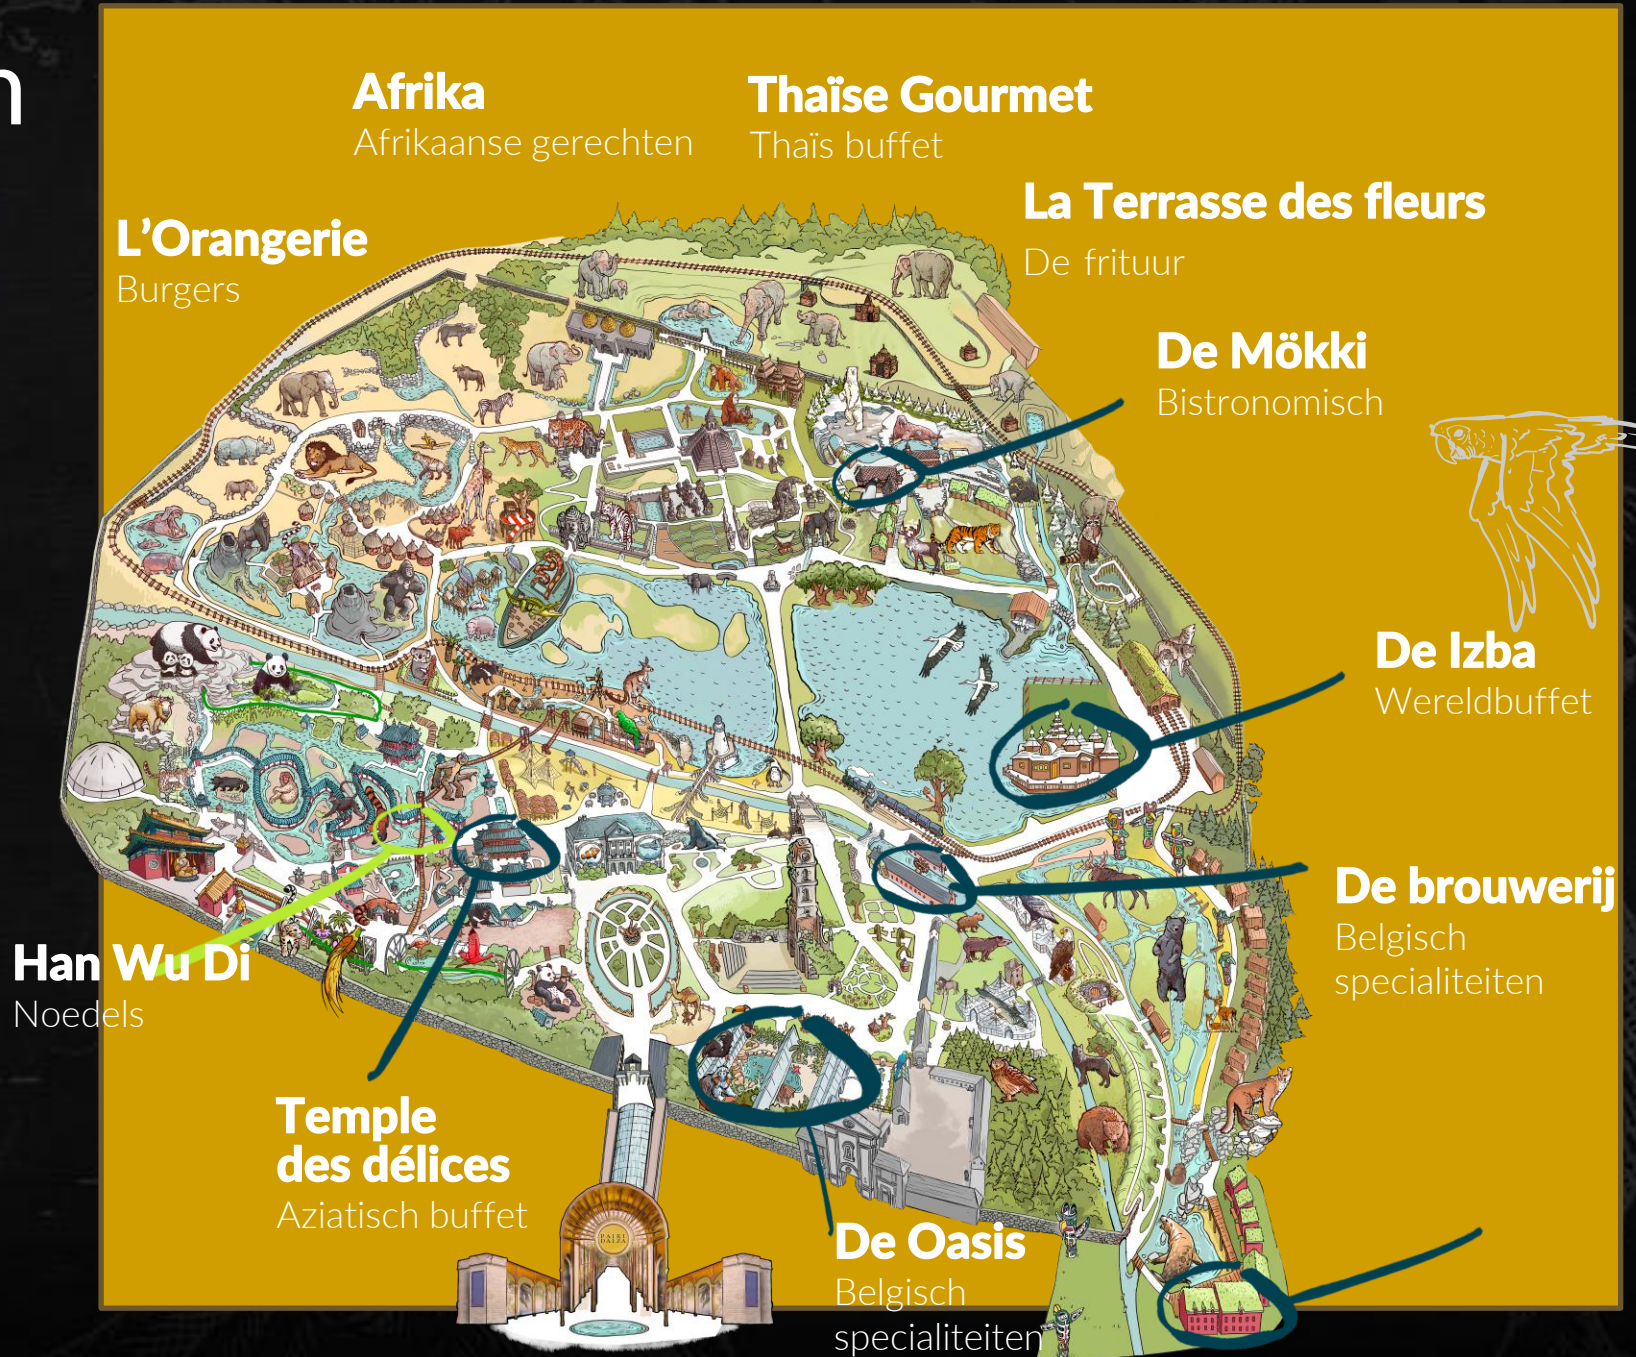 n
Afrika
Afrikaanse gerechten
Thaïse Gourmet
Thaïs buffet
La Terrasse des fleurs
De frituur
L’Orangerie
Burgers
De Mökki
Bistronomisch
De Izba
Wereldbuffet
De brouwerij
Belgisch
specialiteiten
Han Wu Di
Noedels
Temple
des délices
Aziatisch buffet
De Oasis
Belgisch
specialiteiten
PAIRI
DAIZA